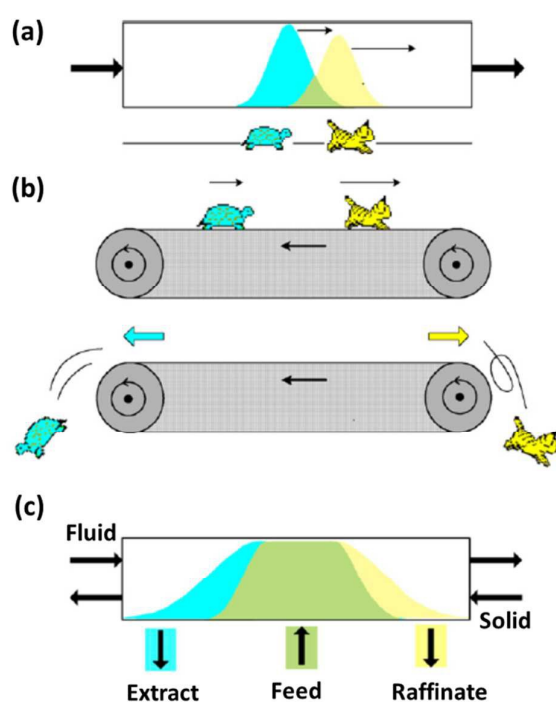 (a)
(b)
(c)
Fluid
Solid
Extract Feed Raffinate